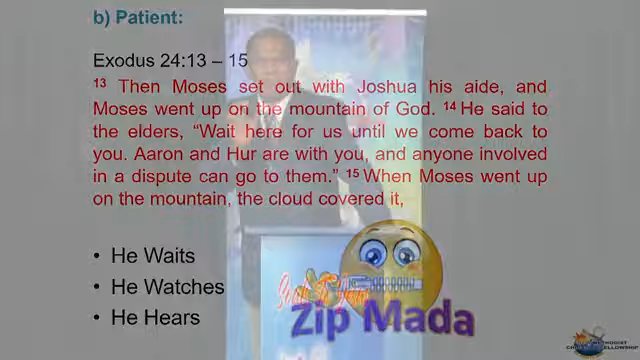 b) Patient:
Exodus 24:13 – 15
13 Then Moses set out with Joshua his aide, and
Moses went up on the mountain of God. 14 He said to
the elders, “Wait here for us until we come back to
you. Aaron and Hur are with you, and anyone involved
in a dispute can go to them.” 15 When Moses went up
on the mountain, the cloud covered it,
• He Waits
• He Watches
• He Hears
Zip Mada